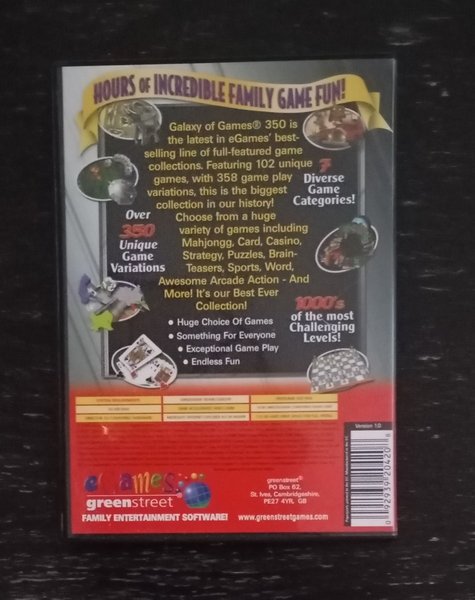 HOURS OF INCREDIBLE FAMILY GAME FUN!
Galaxy of Games® 350 is
the latest in eGames' best-
selling line of full-featured game
collections. Featuring 102 unique
games, with 358 game play
variations, this is the biggest
collection in our history!
Choose from a huge
variety of games including
Mahjongg, Card, Casino,
Strategy, Puzzles, Brain-
Teasers, Sports, Word,
Awesome Arcade Action - And
More! It's our Best Ever
Collection!
• Huge Choice Of Games
• Something For Everyone
• Exceptional Game Play
• Endless Fun
Over
350
Unique
Game
Variations
7
Diverse
Game
Categories!
1000's
of the most
Challenging
Levels!
Version 1.0
eGames
greenstreet®
FAMILY ENTERTAINMENT SOFTWARE!
greenstreet®
PO Box 62,
St. Ives, Cambridgeshire,
PE27 4YR, GB
www.greenstreetgames.com